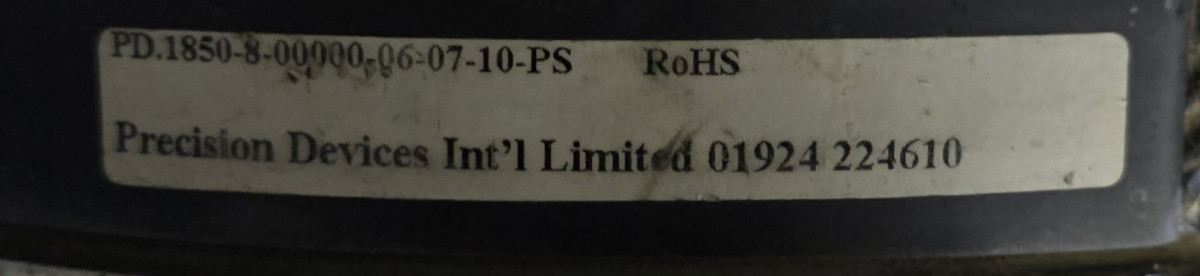 PD.1850-8-00000-06-07-10-PS RoHS
Precision Devices Int'l Limited 01924 224610